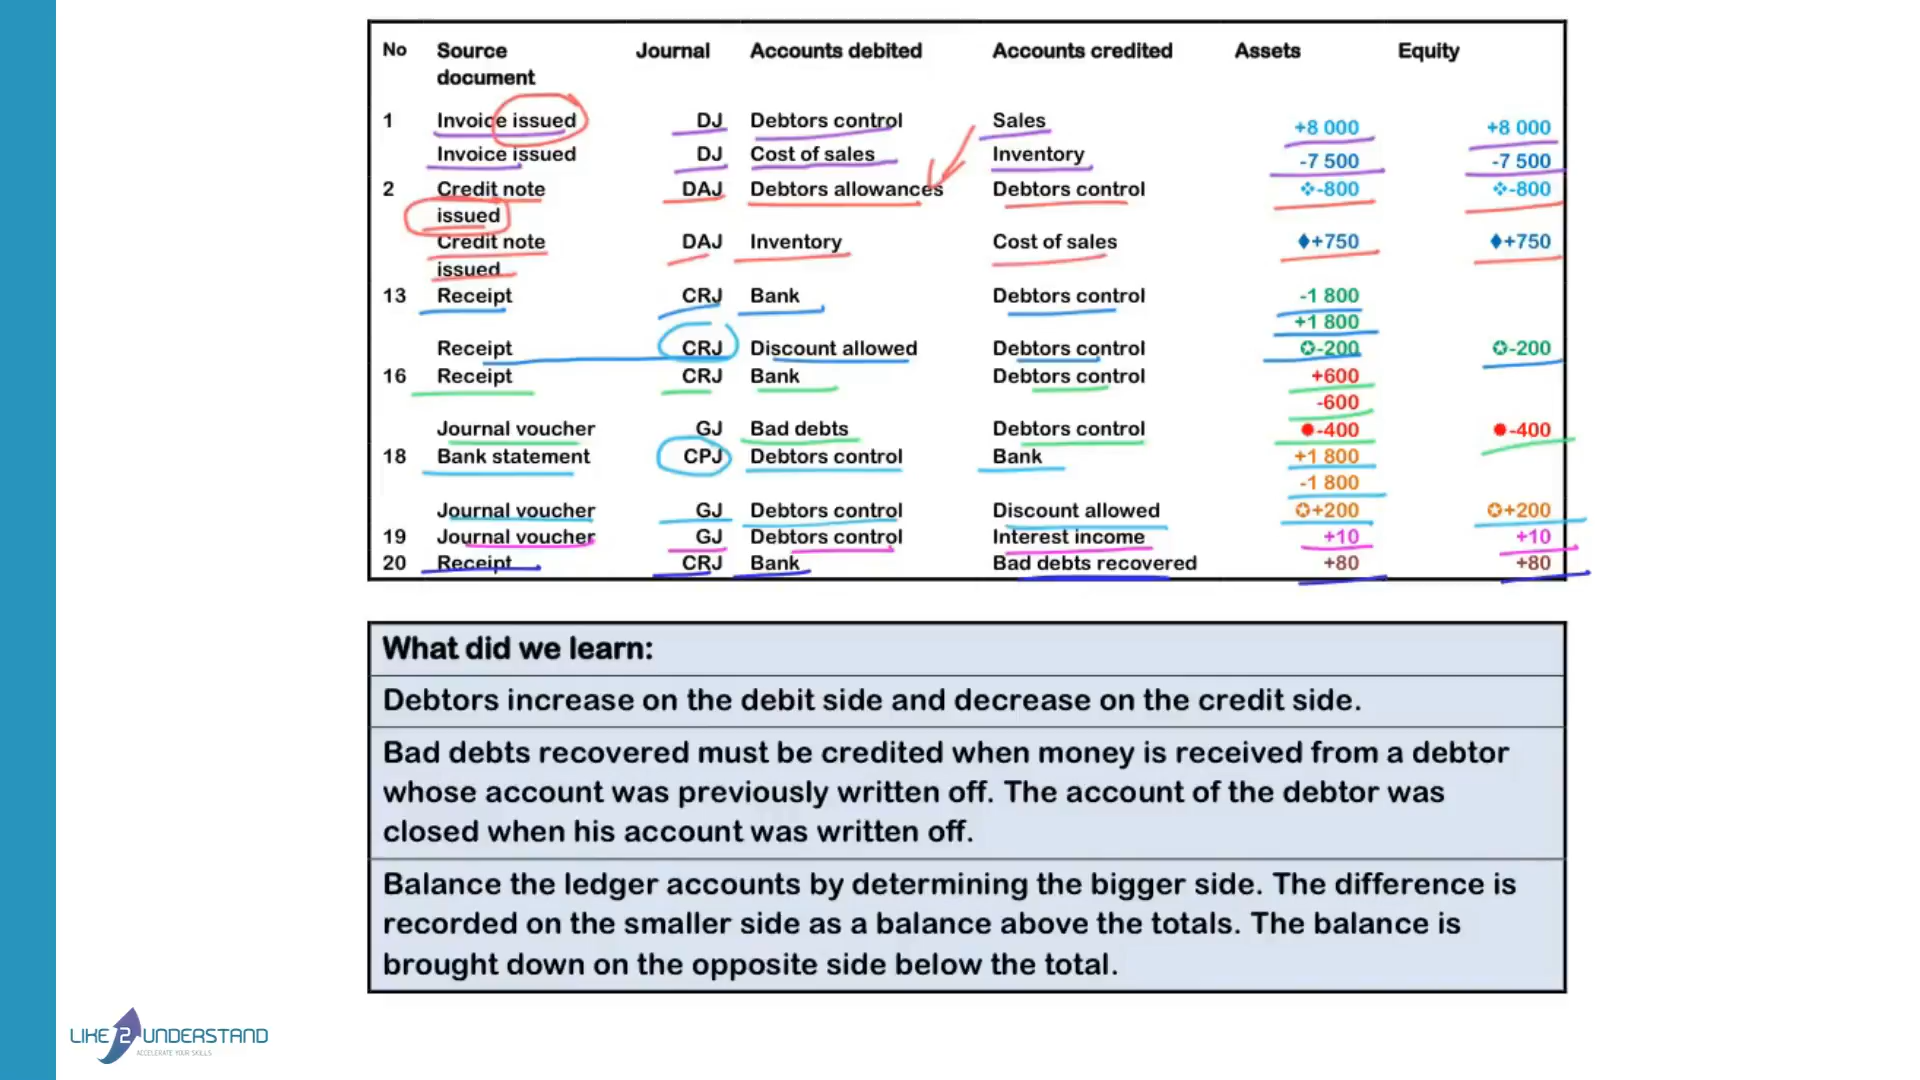 No Source Journal Accounts debited Accounts credited Assets Equity
document
1 Invoice issued DJ Debtors control Sales +8 000 +8 000
Invoice issued DJ Cost of sales Inventory -7 500 -7 500
2 Credit note DAJ Debtors allowances Debtors control ❖-800 ❖-800
issued
Credit note DAJ Inventory Cost of sales ♦+750 ♦+750
issued
13 Receipt CRJ Bank Debtors control -1 800
+1 800
Receipt CRJ Discount allowed Debtors control ✪-200 ✪-200
16 Receipt CRJ Bank Debtors control +600
-600
Journal voucher GJ Bad debts Debtors control ●-400 ●-400
18 Bank statement CPJ Debtors control Bank +1 800
-1 800
Journal voucher GJ Debtors control Discount allowed ✪+200 ✪+200
19 Journal voucher GJ Debtors control Interest income +10 +10
20 Receipt CRJ Bank Bad debts recovered +80 +80
What did we learn:
Debtors increase on the debit side and decrease on the credit side.
Bad debts recovered must be credited when money is received from a debtor
whose account was previously written off. The account of the debtor was
closed when his account was written off.
Balance the ledger accounts by determining the bigger side. The difference is
recorded on the smaller side as a balance above the totals. The balance is
brought down on the opposite side below the total.
LIKE 2 UNDERSTAND
ACCELERATE YOUR SKILLS